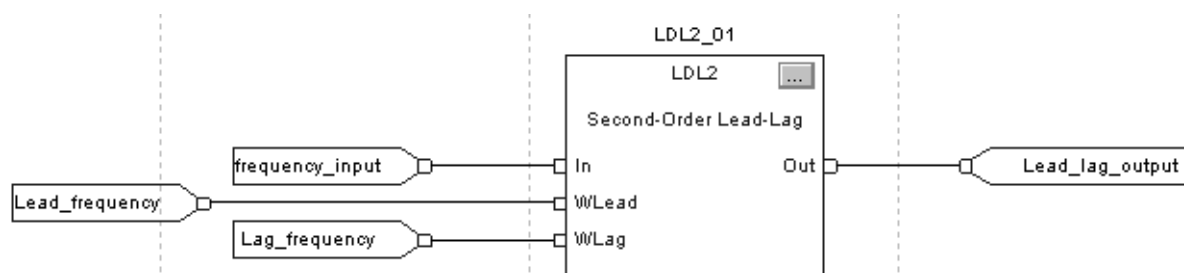 LDL2_01
LDL2
...
Second-Order Lead-Lag
frequency_input
In
Out
Lead_lag_output
Lead_frequency
WLead
Lag_frequency
WLag